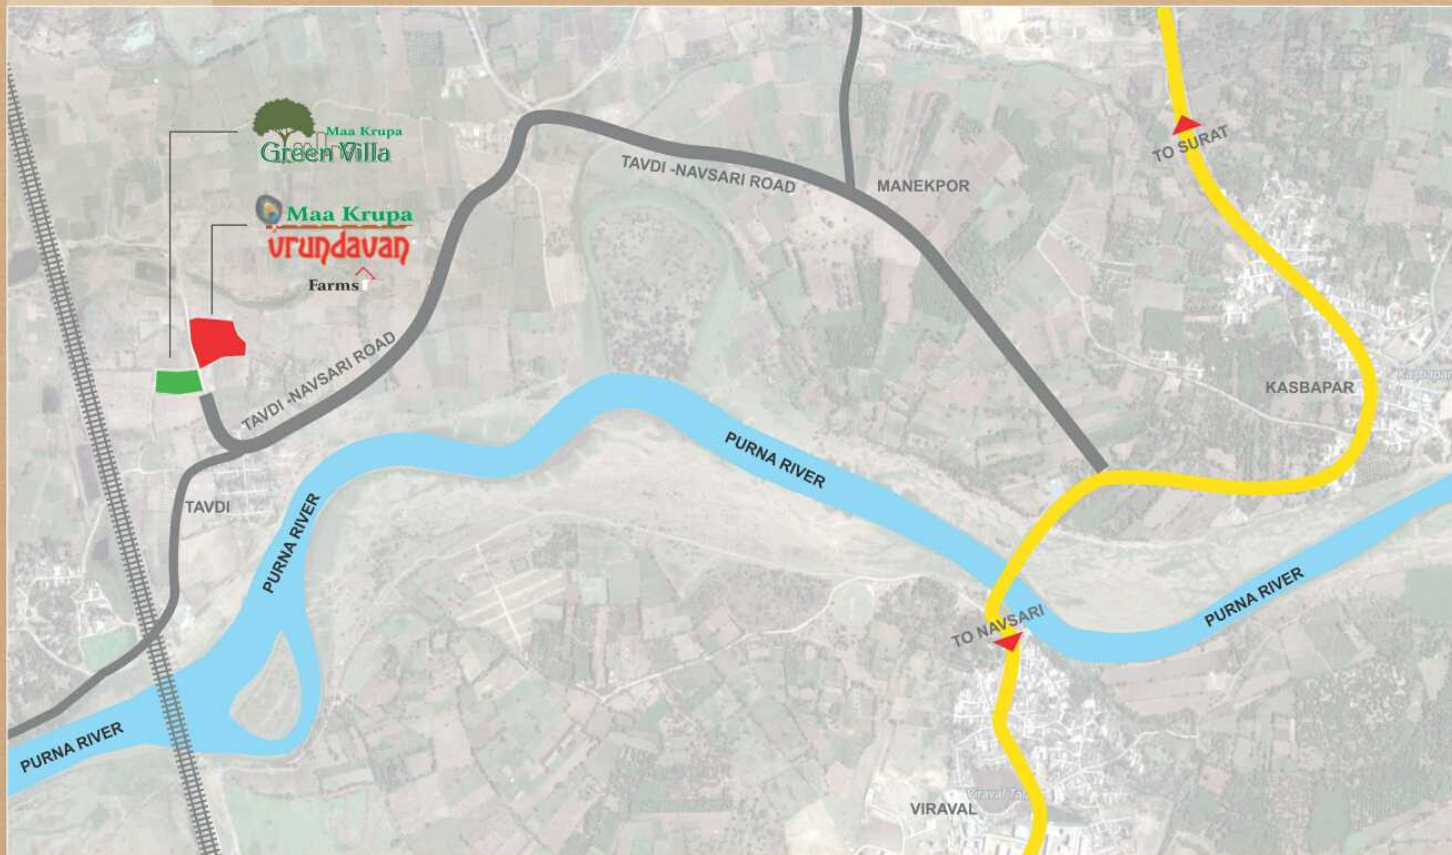 TO SURAT
Maa Krupa
Green Villa
TAVDI -NAVSARI ROAD
MANEKPOR
Maa Krupa
vrundavan
Farms
TAVDI -NAVSARI ROAD
KASBAPAR
Kasbapar
PURNA RIVER
TAVDI
PURNA RIVER
PURNA RIVER
TO NAVSARI
PURNA RIVER
VIRAVAL